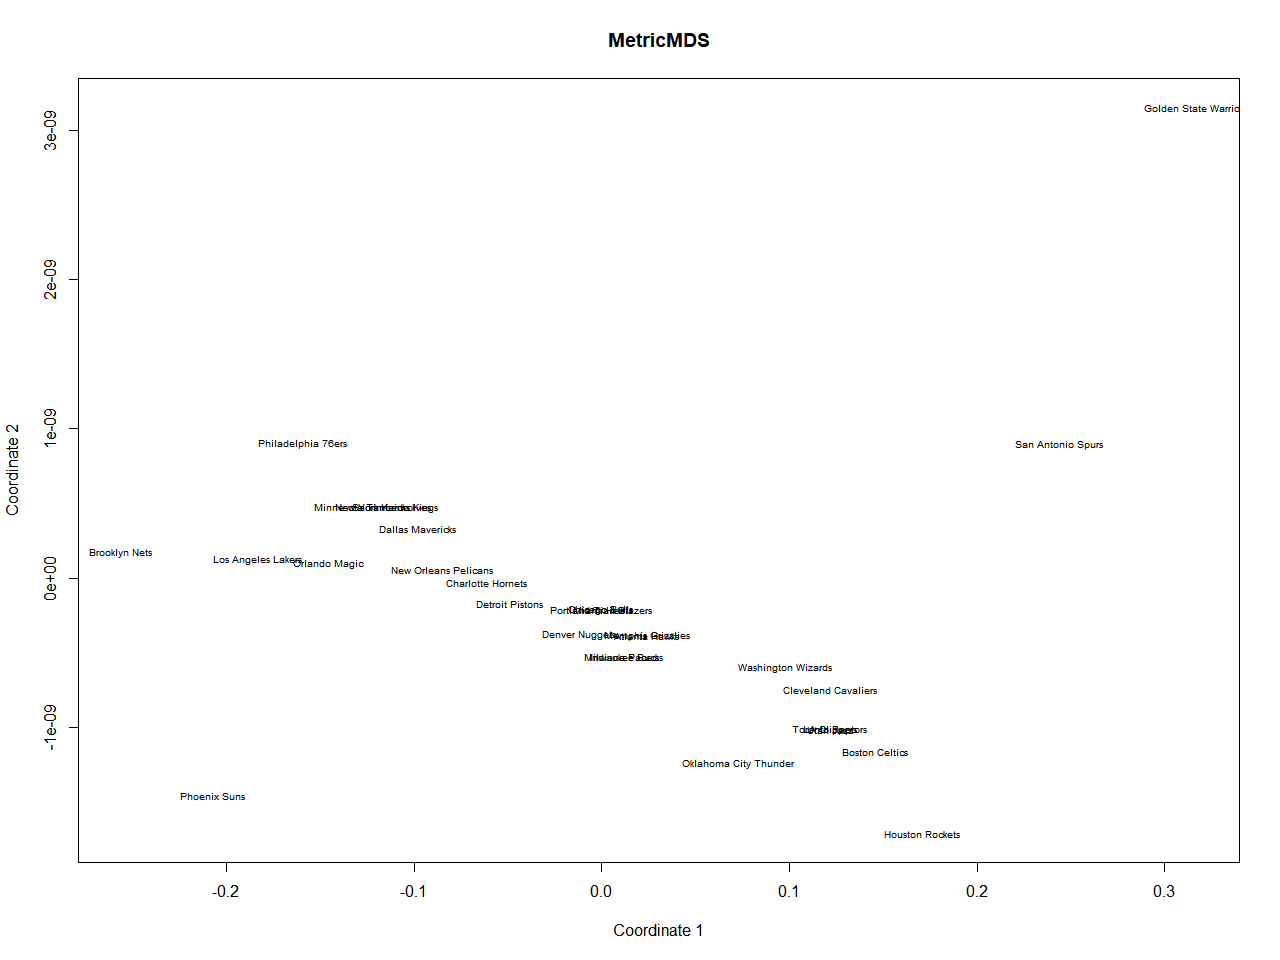 MetricMDS
Golden State Warrio
3e-09
2e-09
1e-09
Philadelphia 76ers
San Antonio Spurs
Dallas Mavericks
Brooklyn Nets
Los Angeles Lakers
Orlando Magic
New Orleans Pelicans
0e+00
Charlotte Hornets
Detroit Pistons
Denver Nuggets
Memphis Grizzlies
Washington Wizards
Cleveland Cavaliers
-1e-09
Boston Celtics
Oklahoma City Thunder
Phoenix Suns
Houston Rockets
Coordinate 2
-0.2
-0.1
0.0
0.1
0.2
0.3
Coordinate 1